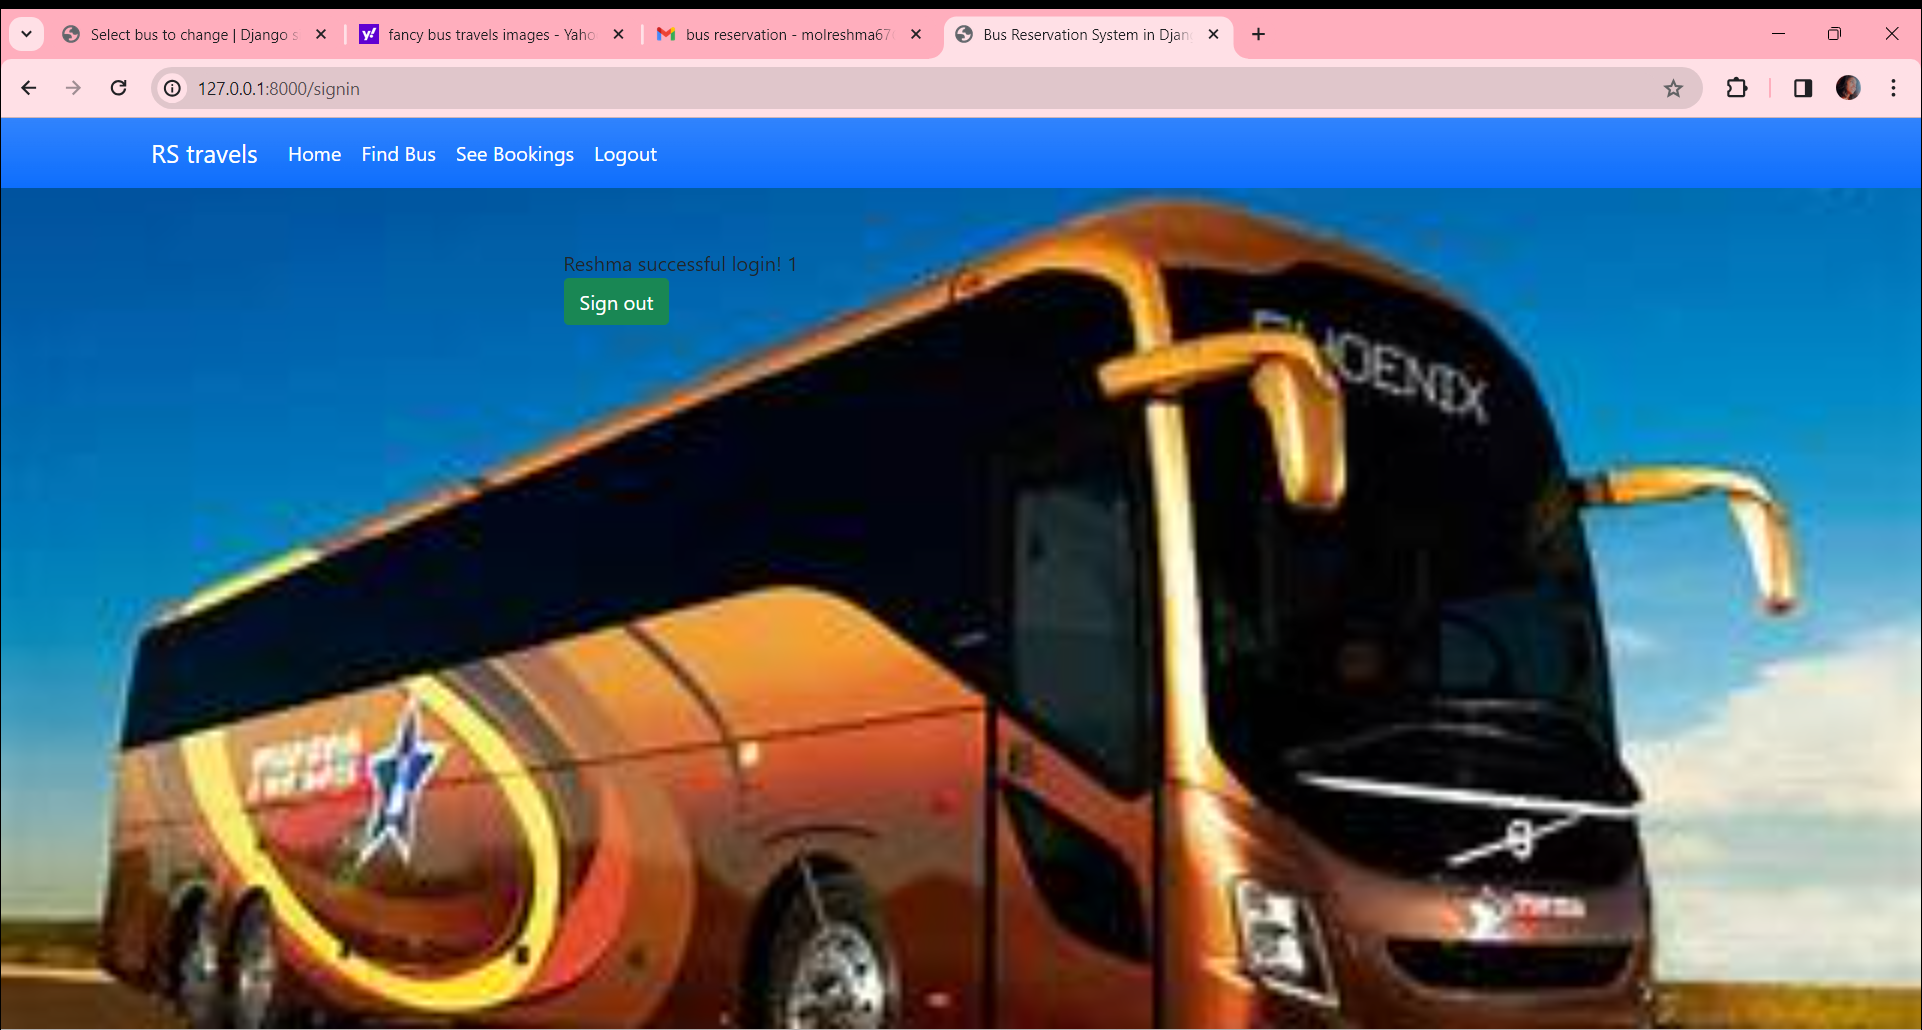 Select bus to change | Django s
fancy bus travels images - Yaho
bus reservation - molreshma67
Bus Reservation System in Djan
127.0.0.1:8000/signin
RS travels Home Find Bus See Bookings Logout
Reshma successful login! 1
Sign out
PHOENIX